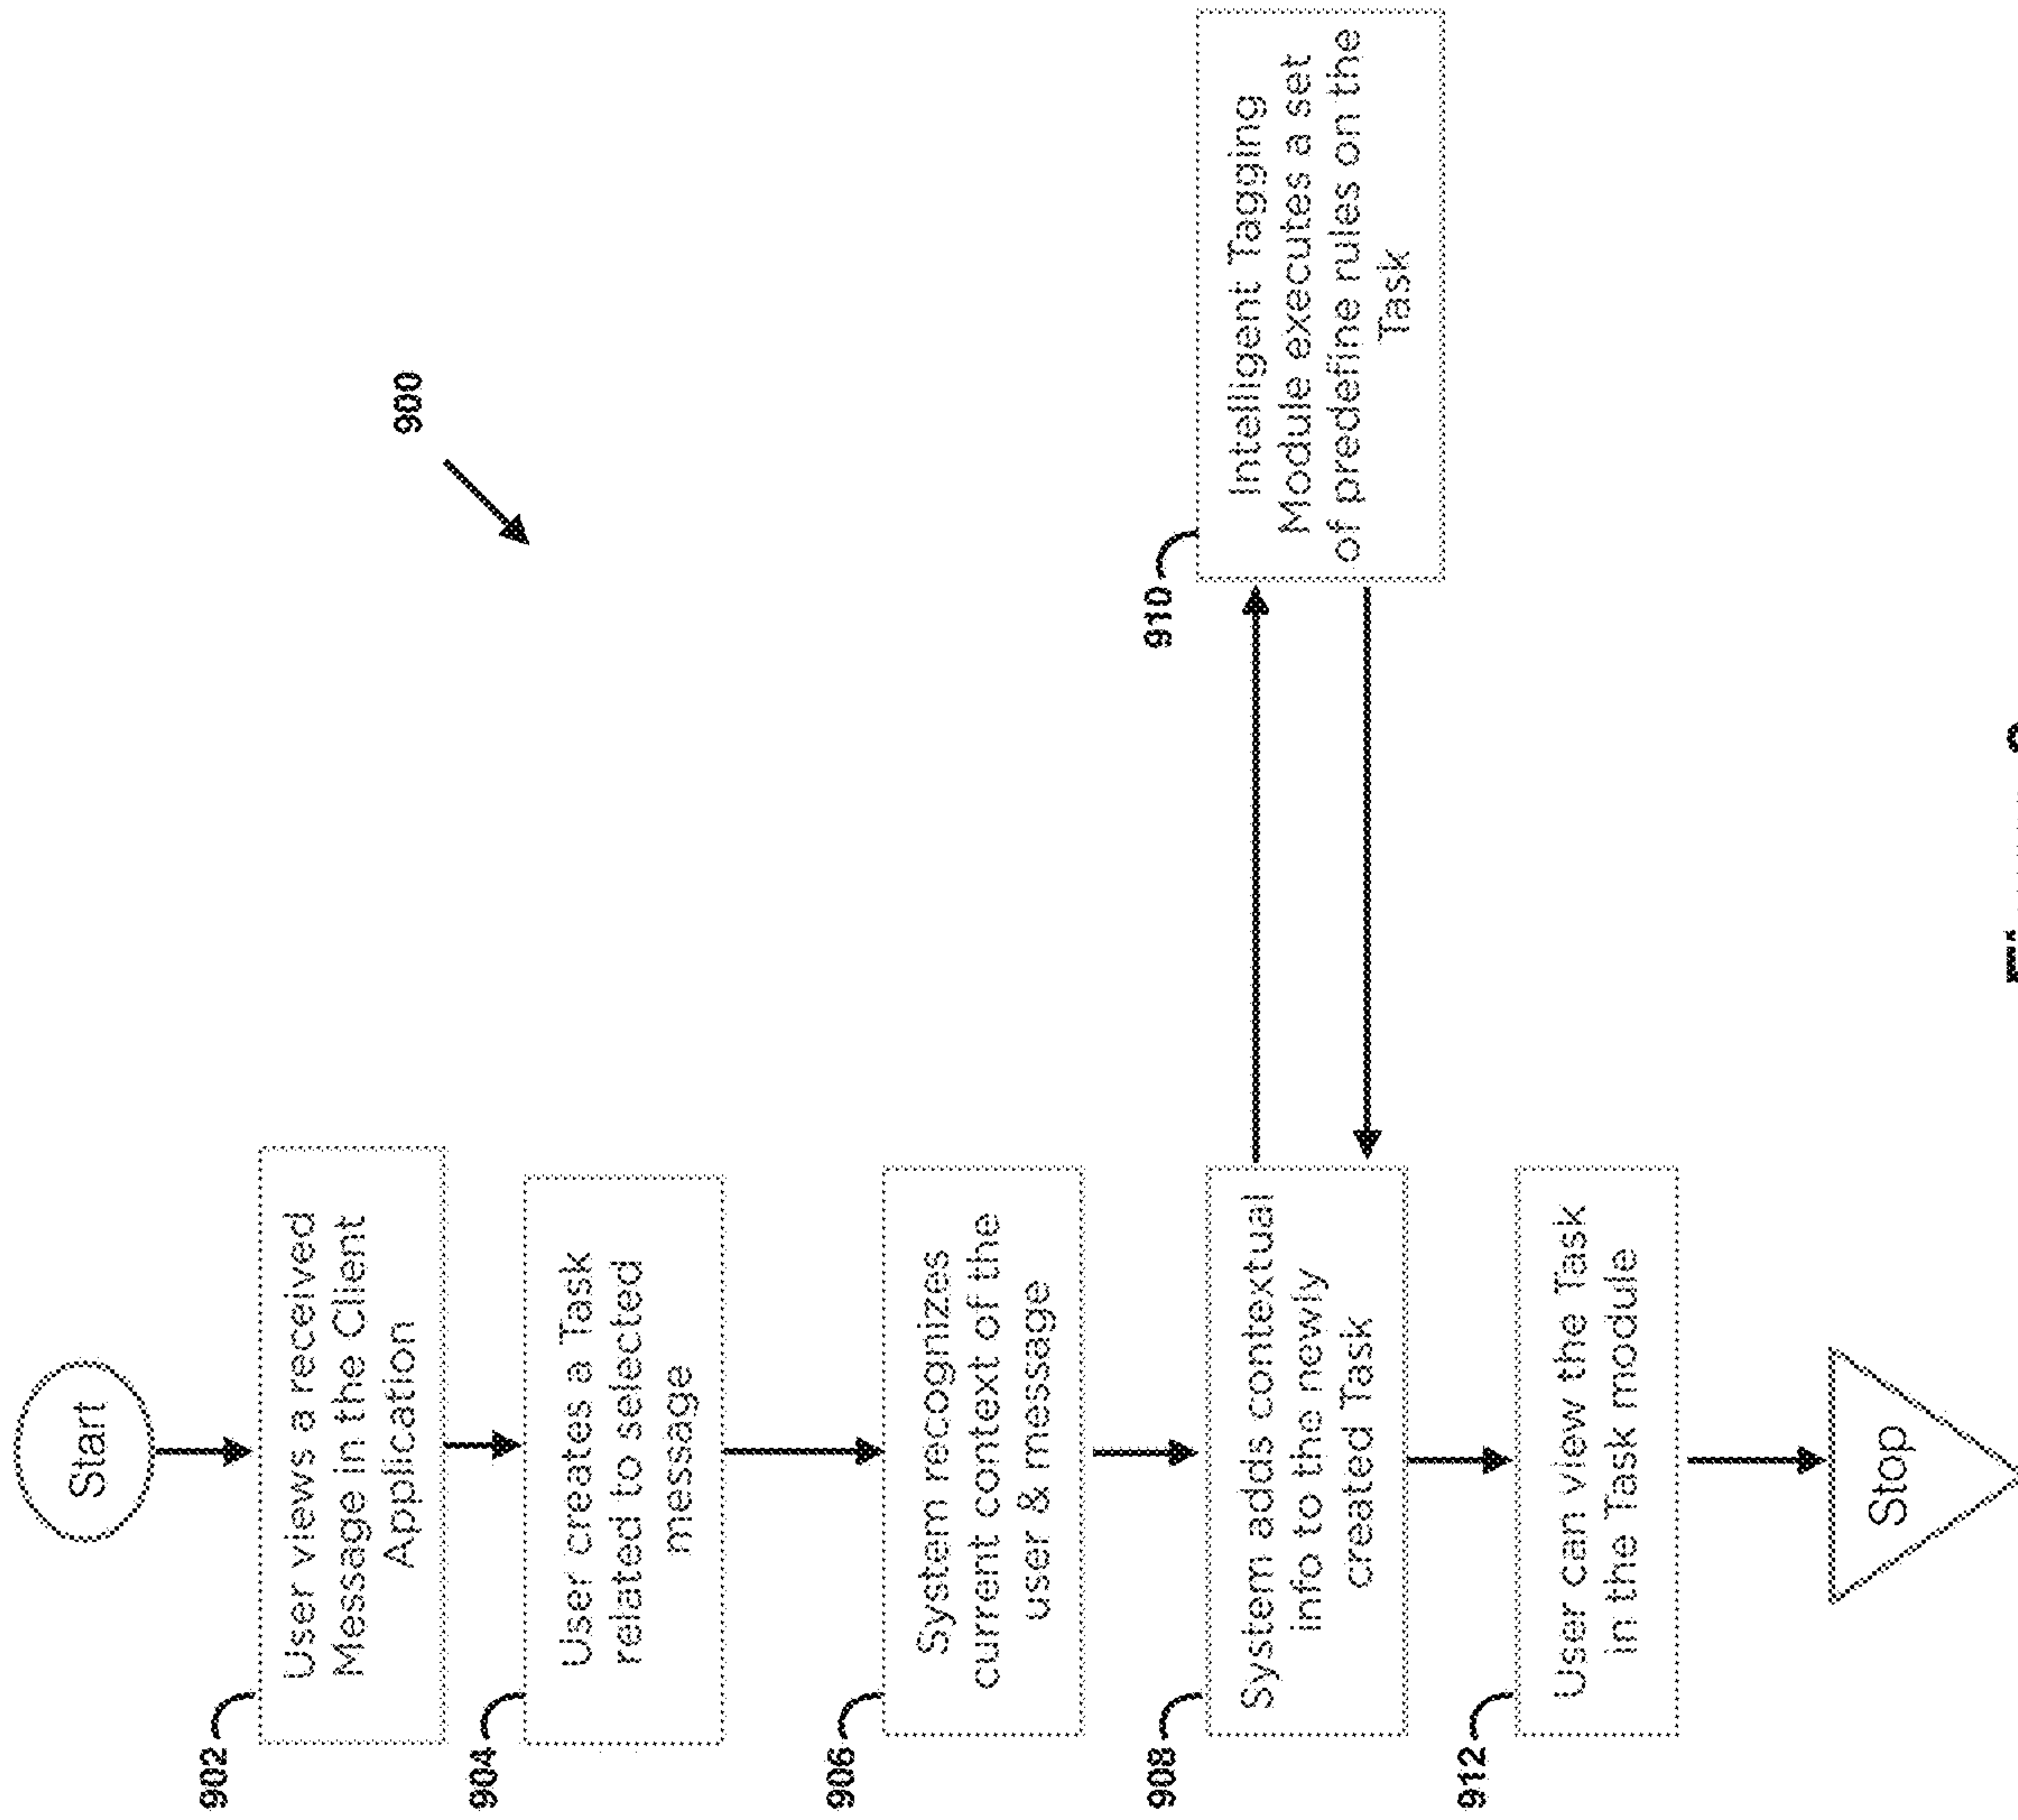 900
Start
902
User views a received
Message in the Client
Application
904
User creates a Task
related to selected
message
906
System recognizes
current context of the
user & message
908
System adds contextual
info to the newly
created Task
910
Intelligent Tagging
Module executes a set
of predefine rules on the
Task
912
User can view the Task
in the Task module
Stop